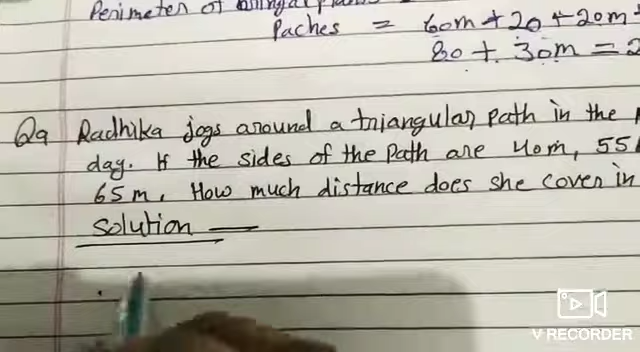 Perimeter of
Paches = 60m + 20 + 20m
80 + 30m = 2
Q9 Radhika jogs around a triangular path in the
day. If the sides of the path are 40m, 55
65m. How much distance does she cover in
solution —
V RECORDER